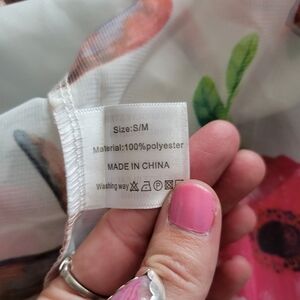 Size:S/M
Material:100%polyester
MADE IN CHINA
Washing way